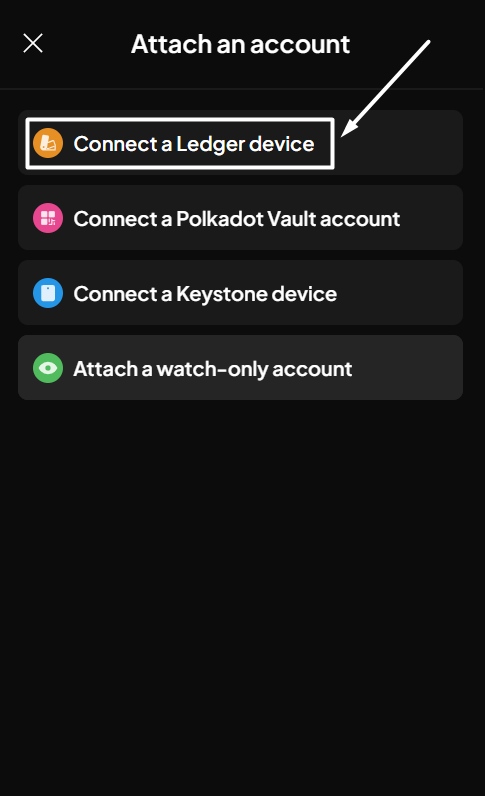 Attach an account
Connect a Ledger device
Connect a Polkadot Vault account
Connect a Keystone device
Attach a watch-only account